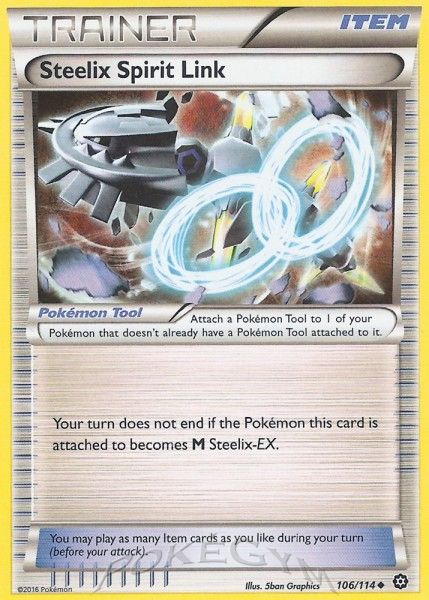 TRAINER
ITEM
Steelix Spirit Link
Pokémon Tool
Attach a Pokémon Tool to 1 of your
Pokémon that doesn't already have a Pokémon Tool attached to it.
Your turn does not end if the Pokémon this card is
attached to becomes M Steelix-EX.
You may play as many Item cards as you like during your turn
(before your attack).
POKÉGYM
©2016 Pokémon
Illus. 5ban Graphics
106/114